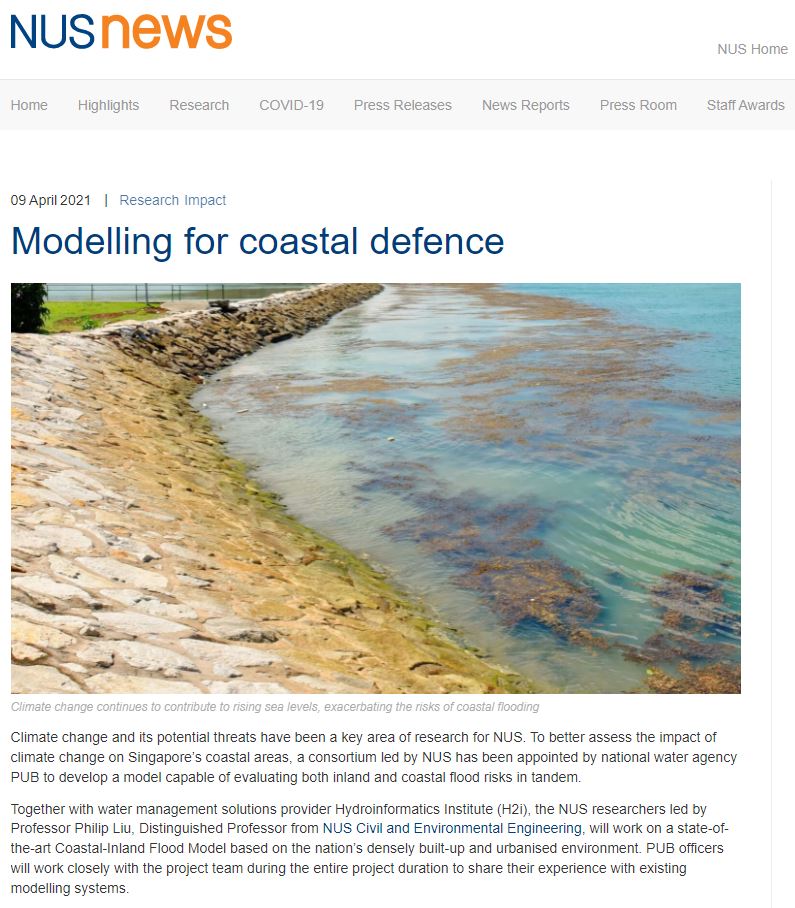 NUSnews
NUS Home
Home Highlights Research COVID-19 Press Releases News Reports Press Room Staff Awards
09 April 2021 | Research Impact
Modelling for coastal defence
Climate change continues to contribute to rising sea levels, exacerbating the risks of coastal flooding
Climate change and its potential threats have been a key area of research for NUS. To better assess the impact of
climate change on Singapore’s coastal areas, a consortium led by NUS has been appointed by national water agency
PUB to develop a model capable of evaluating both inland and coastal flood risks in tandem.
Together with water management solutions provider Hydroinformatics Institute (H2i), the NUS researchers led by
Professor Philip Liu, Distinguished Professor from NUS Civil and Environmental Engineering, will work on a state-of-
the-art Coastal-Inland Flood Model based on the nation’s densely built-up and urbanised environment. PUB officers
will work closely with the project team during the entire project duration to share their experience with existing
modelling systems.